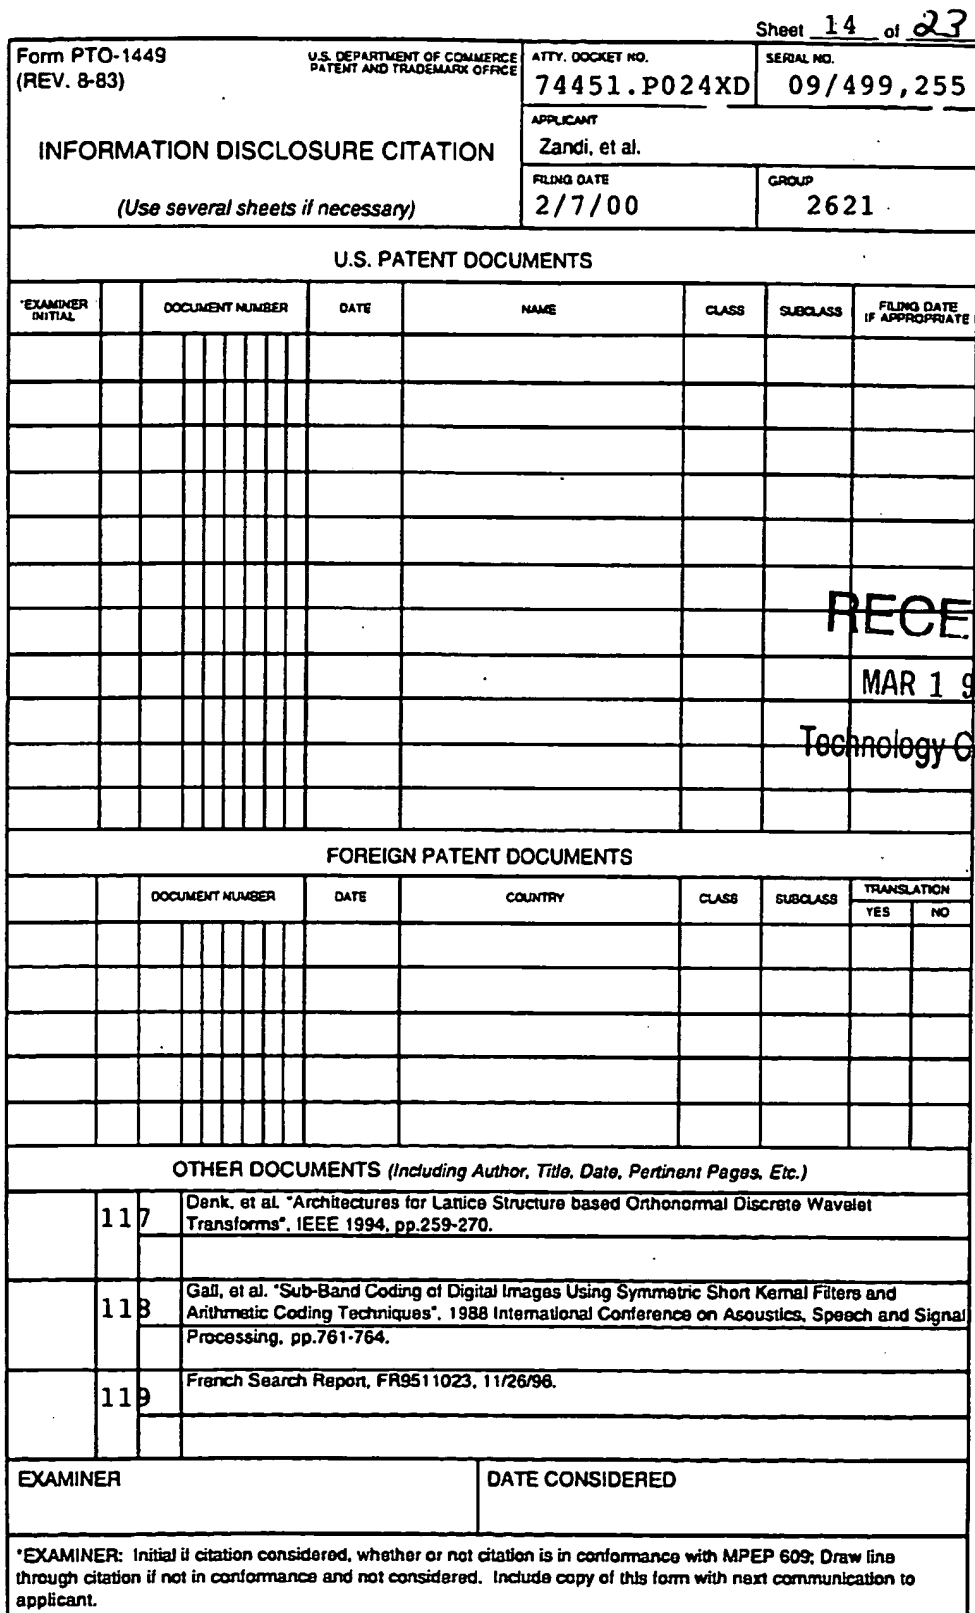 Sheet 14 of 23
Form PTO-1449
(REV. 8-83)
U.S. DEPARTMENT OF COMMERCE
PATENT AND TRADEMARK OFFICE
ATTY. DOCKET NO.
74451.P024XD
SERIAL NO.
09/499,255
INFORMATION DISCLOSURE CITATION
(Use several sheets if necessary)
APPLICANT
Zandi, et al.
FILING DATE
2/7/00
GROUP
2621
U.S. PATENT DOCUMENTS
*EXAMINER
INITIAL
DOCUMENT NUMBER
DATE
NAME
CLASS
SUBCLASS
FILING DATE
IF APPROPRIATE
RECE
MAR 1 9
Technology C
FOREIGN PATENT DOCUMENTS
DOCUMENT NUMBER
DATE
COUNTRY
CLASS
SUBCLASS
TRANSLATION
YES
NO
OTHER DOCUMENTS (Including Author, Title, Date, Pertinent Pages, Etc.)
117
Denk, et al. "Architectures for Lattice Structure based Orthonormal Discrete Wavelet
Transforms", IEEE 1994, pp.259-270.
118
Gall, et al. "Sub-Band Coding of Digital Images Using Symmetric Short Kernal Filters and
Arithmetic Coding Techniques", 1988 International Conference on Asoustics, Speech and Signal
Processing, pp.761-764.
119
French Search Report, FR9511023, 11/26/96.
EXAMINER
DATE CONSIDERED
*EXAMINER: Initial if citation considered, whether or not citation is in conformance with MPEP 609; Draw line
through citation if not in conformance and not considered. Include copy of this form with next communication to
applicant.